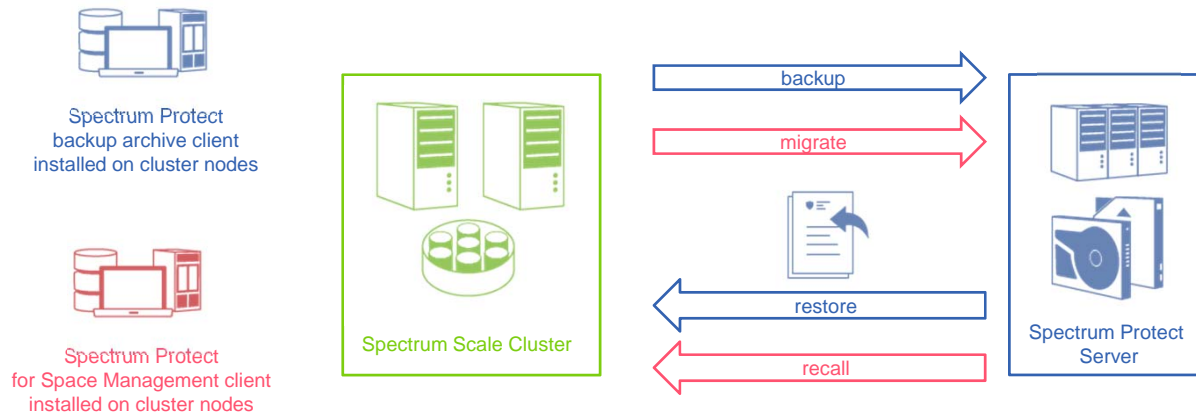 Spectrum Protect
backup archive client
installed on cluster nodes
Spectrum Protect
for Space Management client
installed on cluster nodes
Spectrum Scale Cluster
backup
migrate
restore
recall
Spectrum Protect
Server